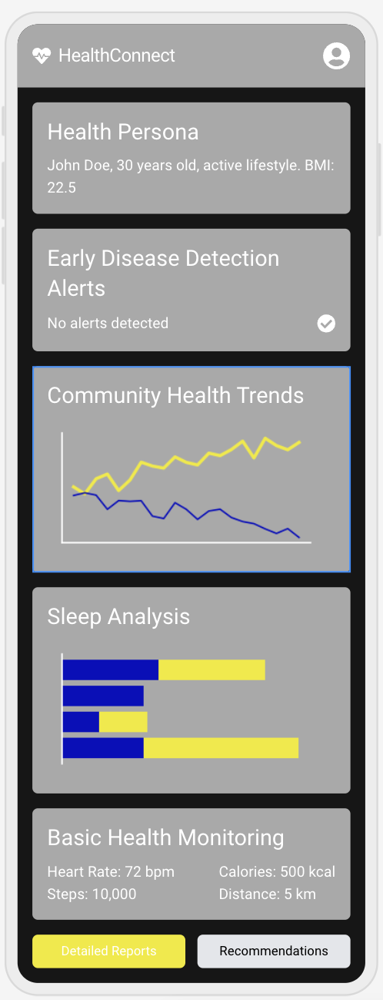 HealthConnect
Health Persona
John Doe, 30 years old, active lifestyle. BMI:
22.5
Early Disease Detection
Alerts
No alerts detected
Community Health Trends
Sleep Analysis
Basic Health Monitoring
Heart Rate: 72 bpm
Calories: 500 kcal
Steps: 10,000
Distance: 5 km
Detailed Reports
Recommendations